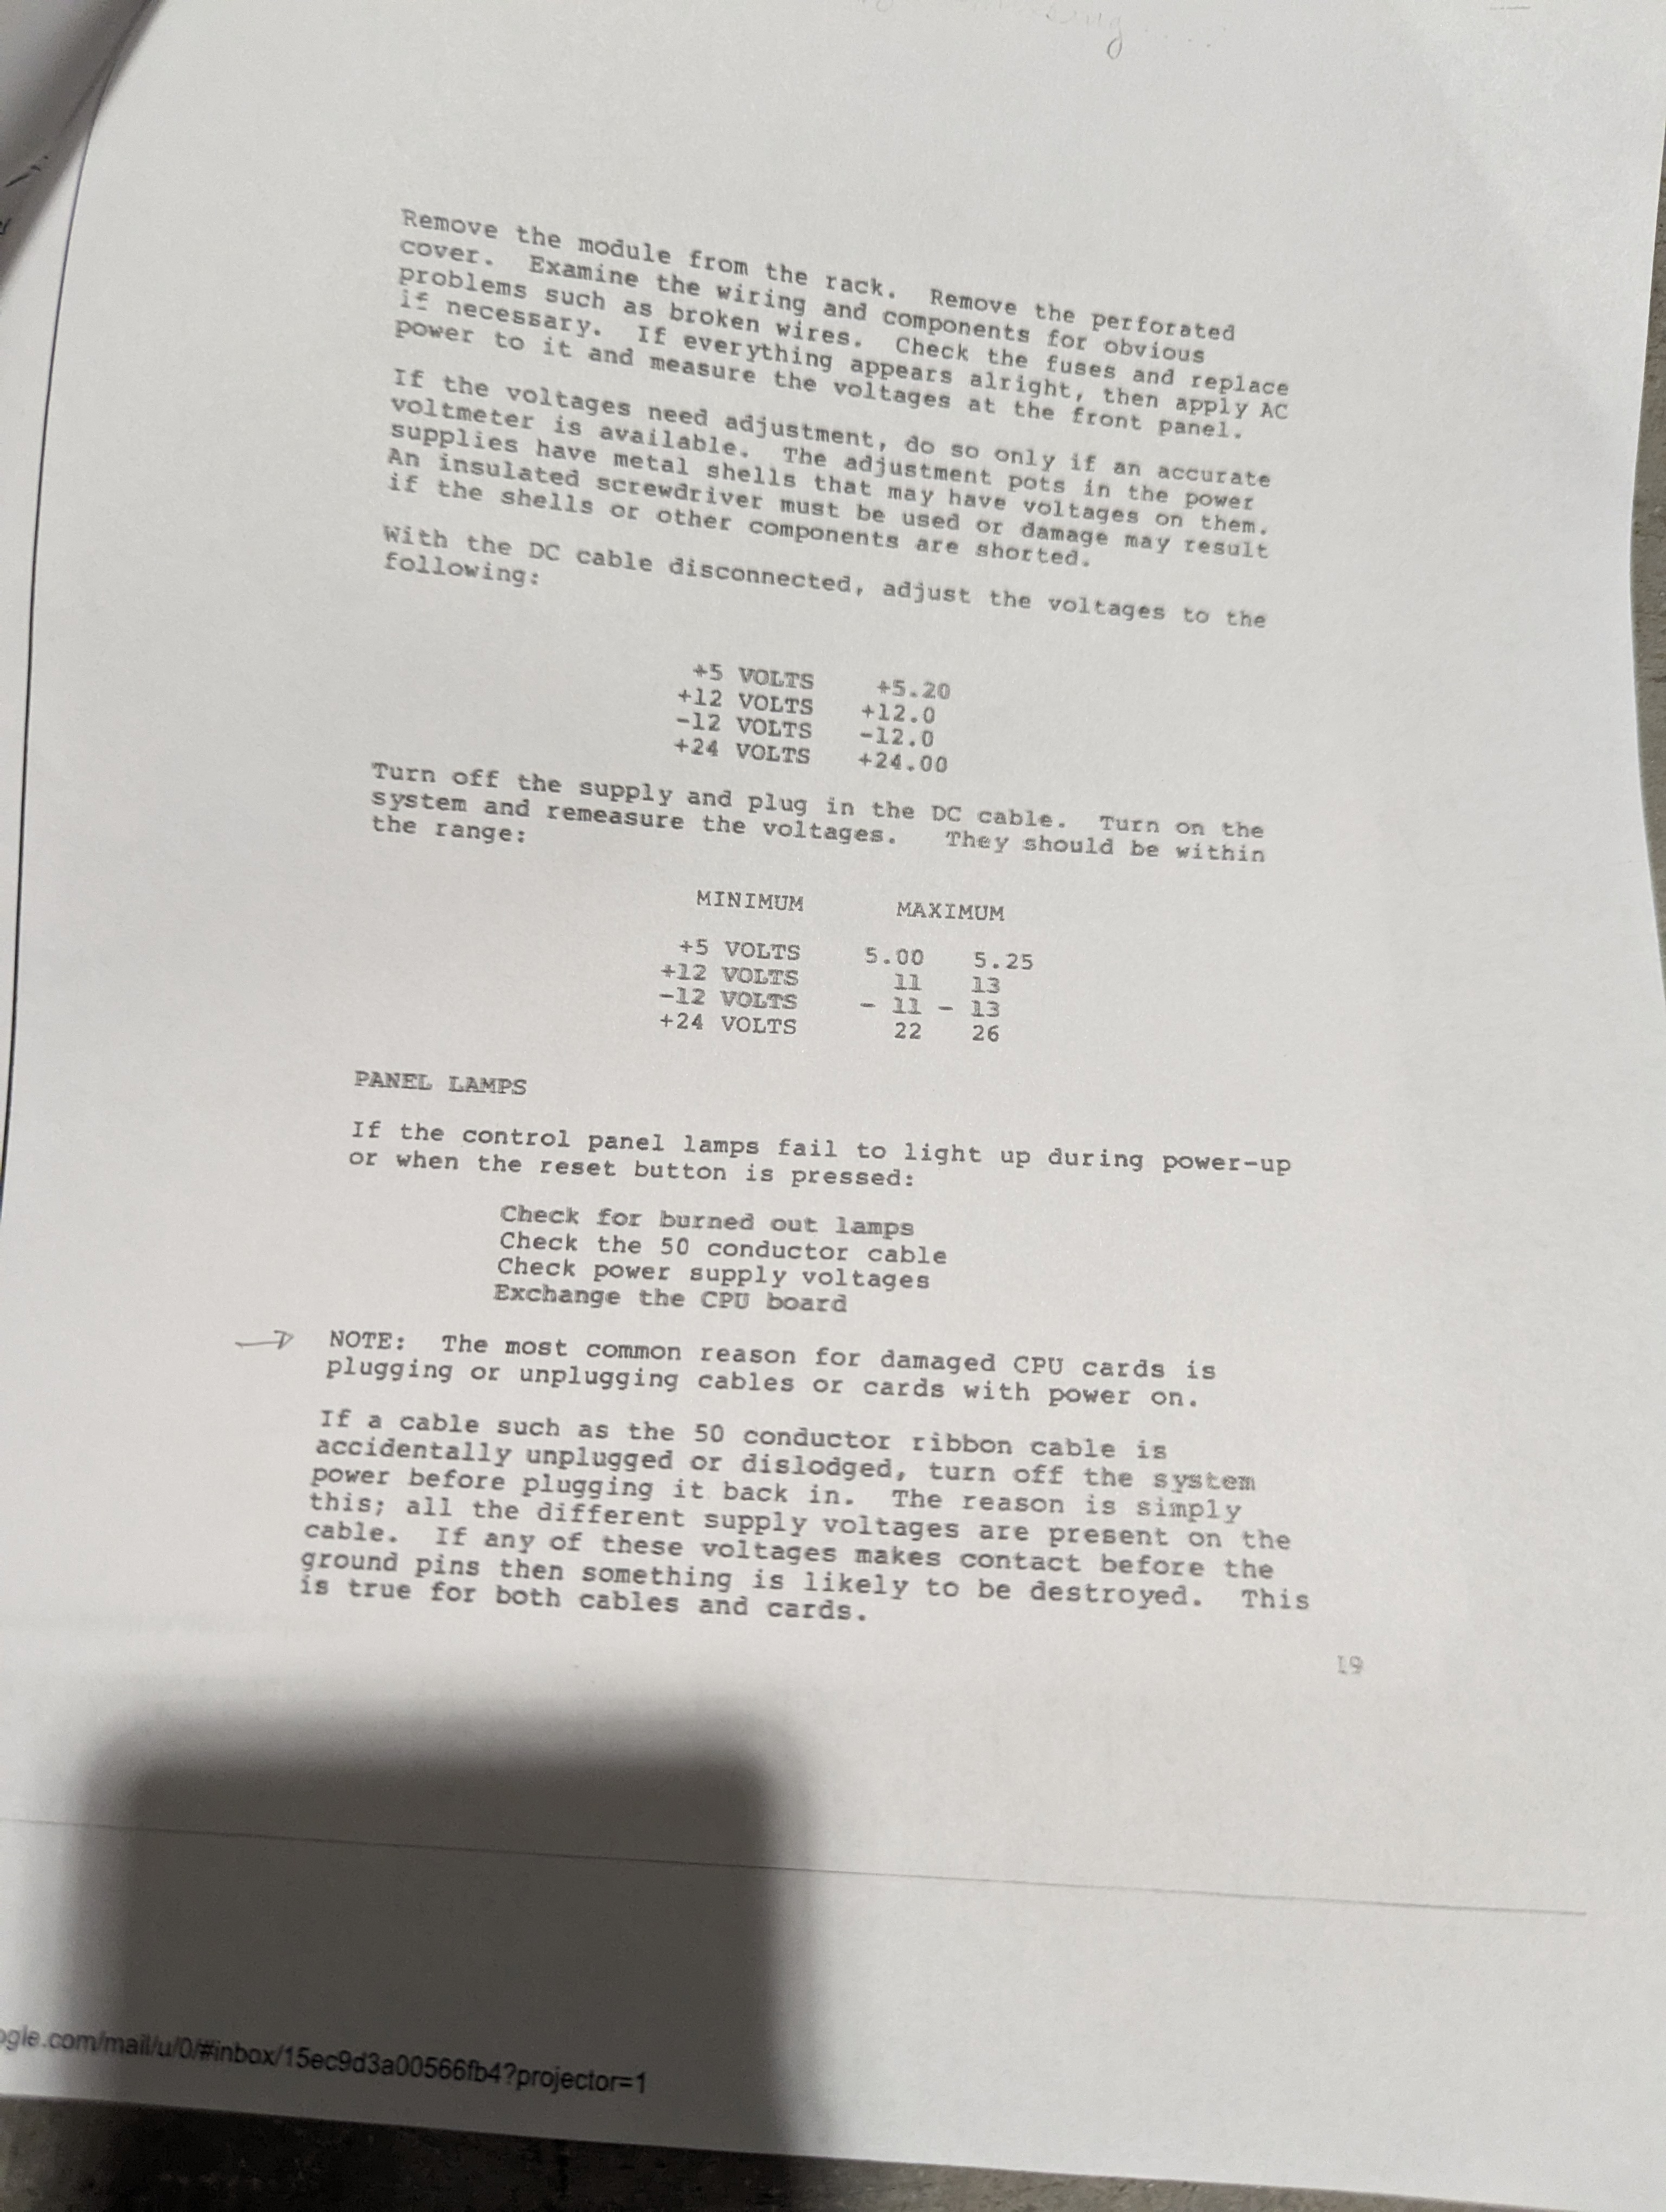 Remove the module from the rack.  Remove the perforated
cover.  Examine the wiring and components for obvious
problems such as broken wires.  Check the fuses and replace
if necessary.  If everything appears alright, then apply AC
power to it and measure the voltages at the front panel.
If the voltages need adjustment, do so only if an accurate
voltmeter is available.  The adjustment pots in the power
supplies have metal shells that may have voltages on them.
An insulated screwdriver must be used or damage may result
if the shells or other components are shorted.
With the DC cable disconnected, adjust the voltages to the
following:
+5 VOLTS +5.20
+12 VOLTS +12.0
-12 VOLTS -12.0
+24 VOLTS +24.00
Turn off the supply and plug in the DC cable.  Turn on the
system and remeasure the voltages.  They should be within
the range:
MINIMUM MAXIMUM
+5 VOLTS 5.00 5.25
+12 VOLTS 11 13
-12 VOLTS - 11 - 13
+24 VOLTS 22 26
PANEL LAMPS
If the control panel lamps fail to light up during power-up
or when the reset button is pressed:
Check for burned out lamps
Check the 50 conductor cable
Check power supply voltages
Exchange the CPU board
NOTE:  The most common reason for damaged CPU cards is
plugging or unplugging cables or cards with power on.
If a cable such as the 50 conductor ribbon cable is
accidentally unplugged or dislodged, turn off the system
power before plugging it back in.  The reason is simply
this; all the different supply voltages are present on the
cable.  If any of these voltages makes contact before the
ground pins then something is likely to be destroyed.  This
is true for both cables and cards.
19
ogle.com/mail/u/0/#inbox/15ec9d3a00566fb4?projector=1